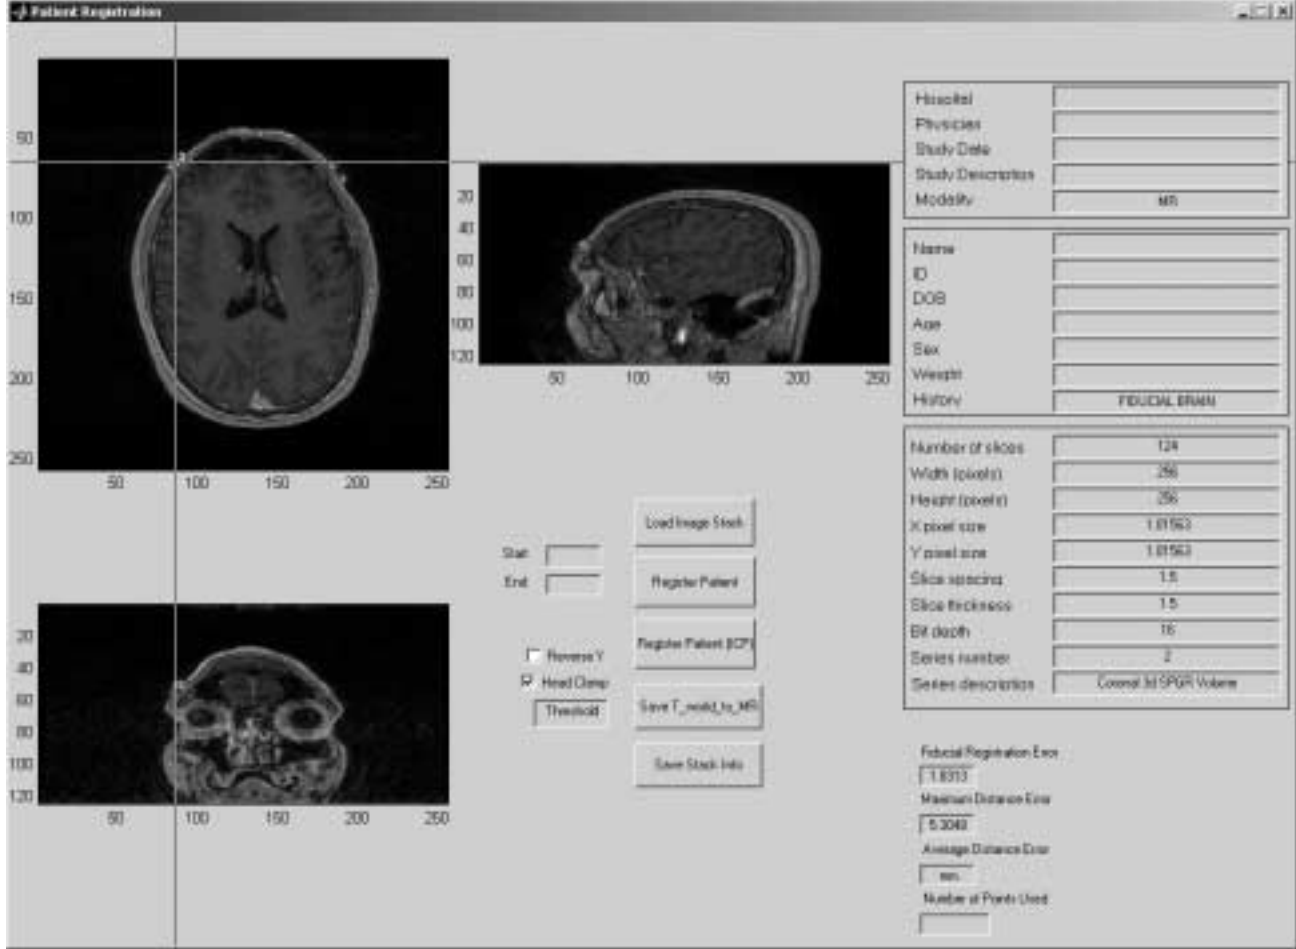 Patient Registration
50
100
150
200
250
50 100 150 200 250
20
40
60
80
100
120
50 100 150 200 250
20
40
60
80
100
120
50 100 150 200 250
Start
End
Reverse Y
Head Clamp
Threshold
Load Image Stack
Register Patient
Register Patient (ICP)
Save T_world_to_MR
Save Stack Info
Hospital
Physician
Study Date
Study Description
Modality MR
Name
ID
DOB
Age
Sex
Weight
History FIDUCIAL BRAIN
Number of slices 124
Width (pixels) 256
Height (pixels) 256
X pixel size 1.01563
Y pixel size 1.01563
Slice spacing 1.5
Slice thickness 1.5
Bit depth 16
Series number 2
Series description Coronal 3d SPGR Volume
Fiducial Registration Error
1.8313
Maximum Distance Error
5.3048
Average Distance Error
mm
Number of Points Used